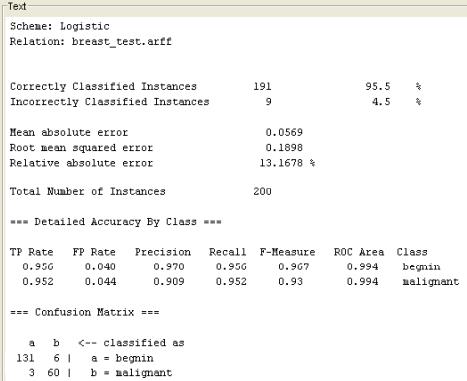 Text
Scheme: Logistic
Relation: breast_test.arff
Correctly Classified Instances 191 95.5 %
Incorrectly Classified Instances 9 4.5 %
Mean absolute error 0.0569
Root mean squared error 0.1898
Relative absolute error 13.1678 %
Total Number of Instances 200
=== Detailed Accuracy By Class ===
TP Rate FP Rate Precision Recall F-Measure ROC Area Class
0.956 0.048 0.978 0.956 0.967 0.994 begnin
0.952 0.044 0.909 0.952 0.93 0.994 malignant
=== Confusion Matrix ===
a b <-- classified as
131 6 | a = begnin
3 60 | b = malignant